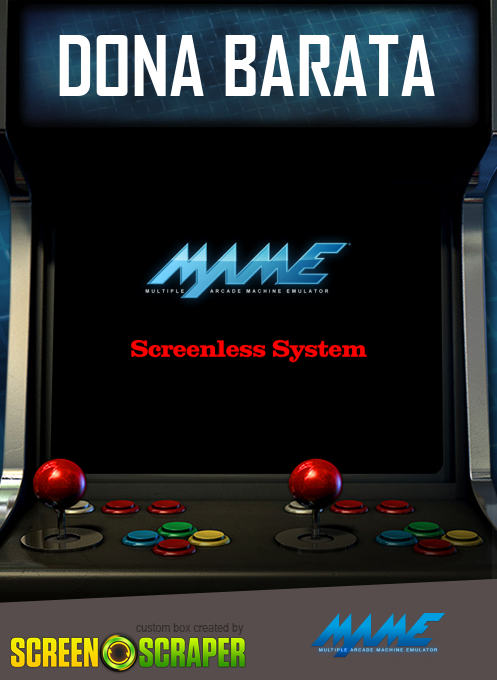 DONA BARATA
MAME
MULTIPLE ARCADE MACHINE EMULATOR
Screenless System
custom box created by
SCREEN SCRAPER
MAME
MULTIPLE ARCADE MACHINE EMULATOR